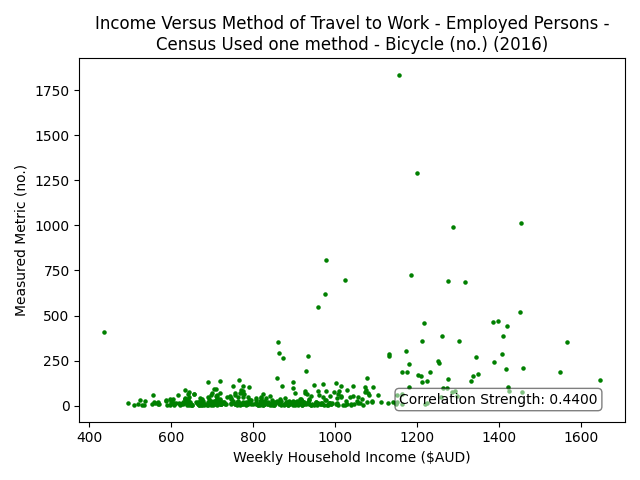 Income Versus Method of Travel to Work - Employed Persons -
Census Used one method - Bicycle (no.) (2016)
Measured Metric (no.)
1750
1500
1250
1000
750
500
250
0
Correlation Strength: 0.4400
400 600 800 1000 1200 1400 1600
Weekly Household Income ($AUD)